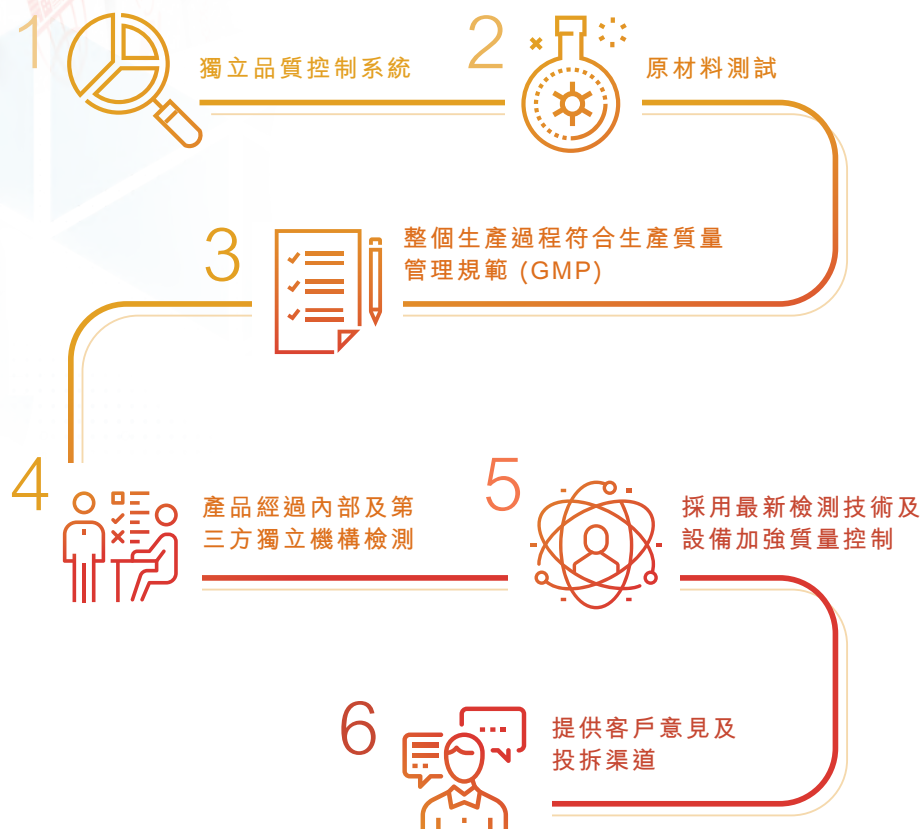 1
獨立品質控制系統
2
原材料測試
3
整個生產過程符合生產質量
管理規範 (GMP)
4
產品經過內部及第
三方獨立機構檢測
5
採用最新檢測技術及
設備加強質量控制
6
提供客戶意見及
投拆渠道